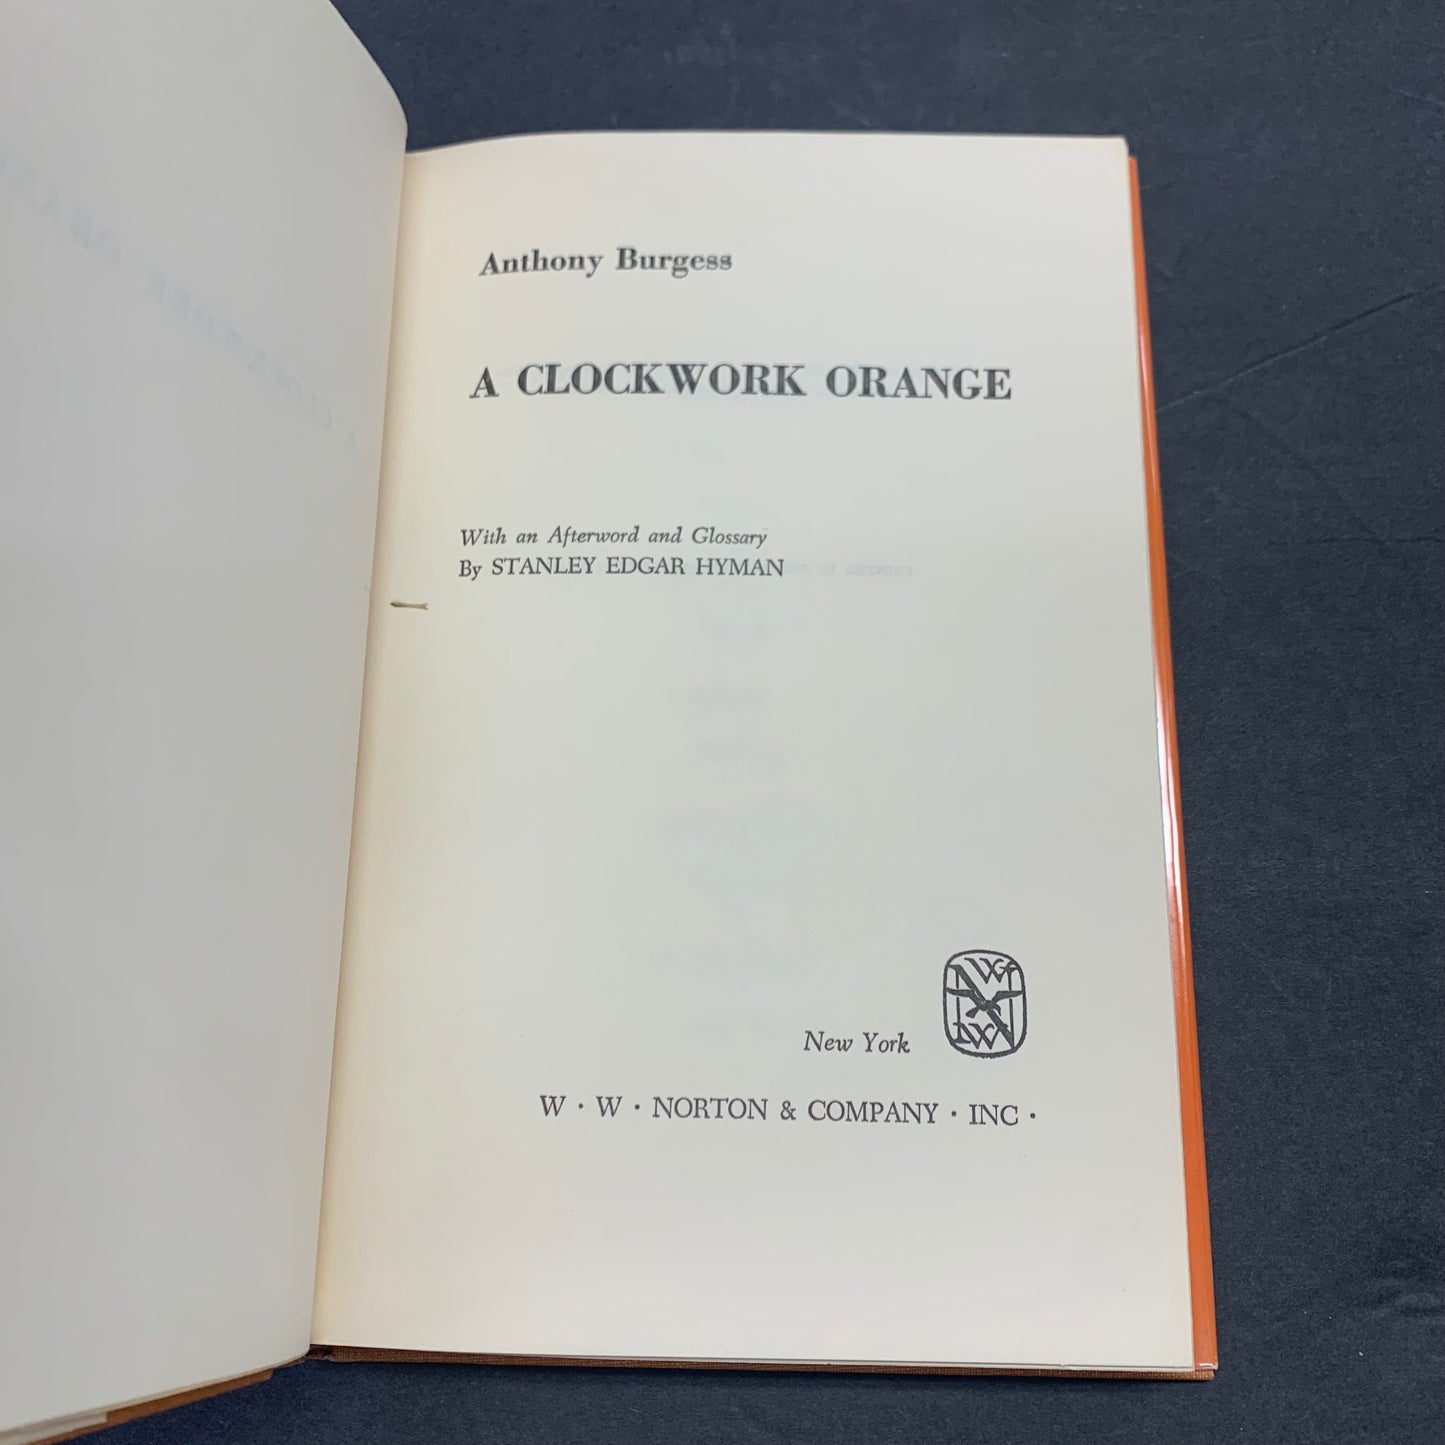 Anthony Burgess
A CLOCKWORK ORANGE
With an Afterword and Glossary
By STANLEY EDGAR HYMAN
New York
W · W · NORTON & COMPANY · INC ·